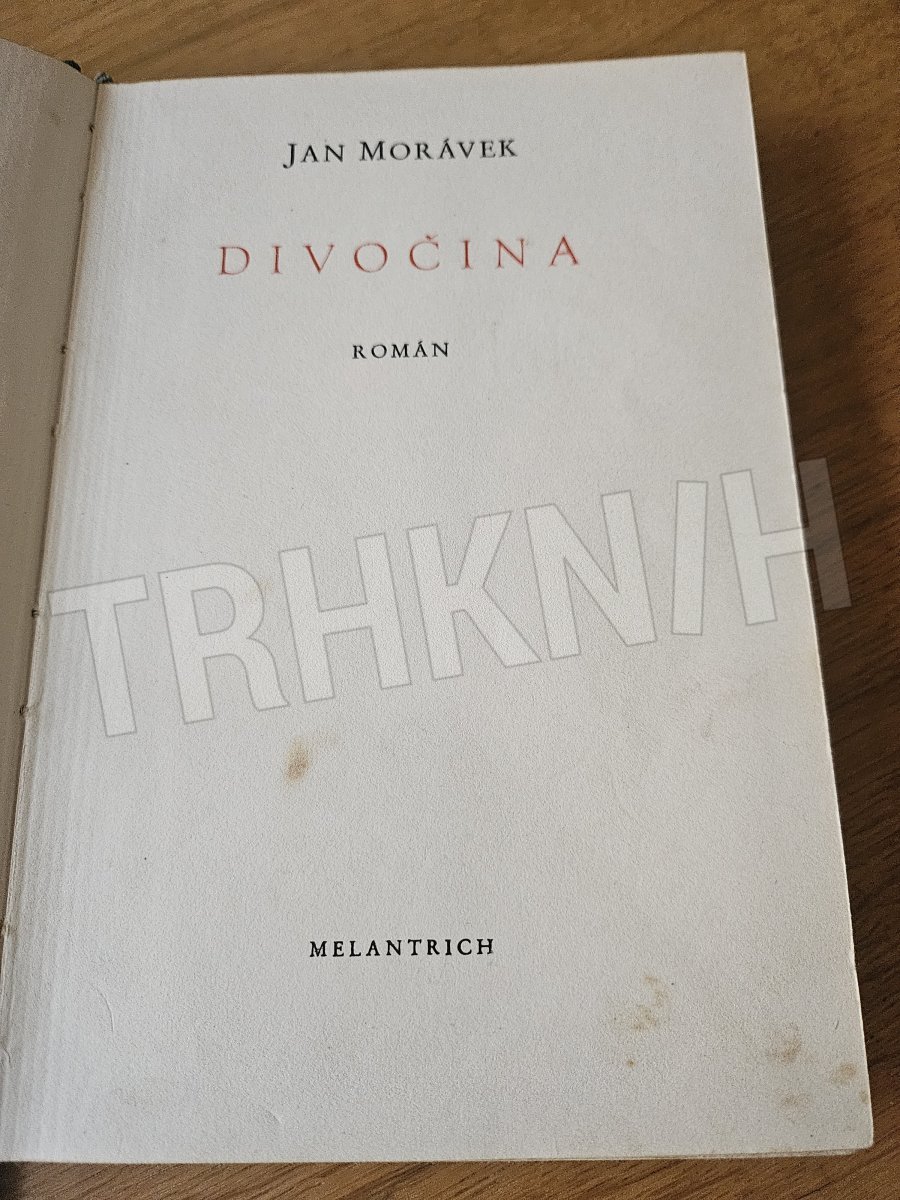 JAN MORÁVEK
DIVOČINA
ROMÁN
TRHKNIH
MELANTRICH